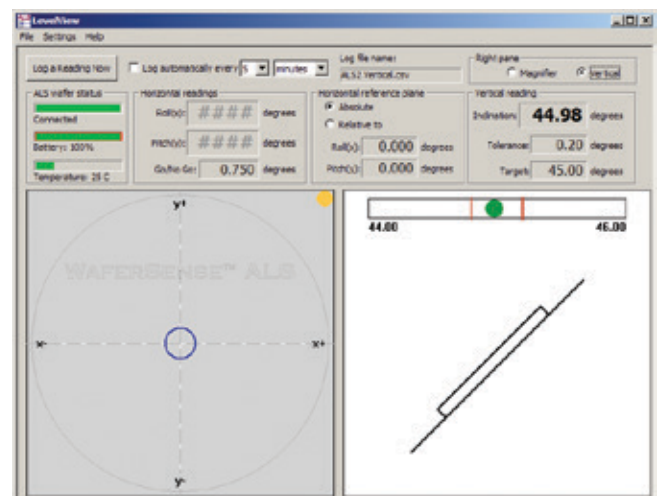 LevelView
File Settings Help
Log a Reading Now
Log automatically every 5 minutes
Log file name:
ALS2 Vertical.csv
Right pane
Magnifier Vertical
ALS wafer status
Connected
Battery: 100%
Temperature: 25 C
Horizontal readings
Roll(x): #### degrees
Pitch(y): #### degrees
Go/No Go: 0.750 degrees
Horizontal reference plane
Absolute
Relative to
Roll(x): 0.000 degrees
Pitch(y): 0.000 degrees
Vertical reading
Inclination: 44.98 degrees
Tolerance: 0.20 degrees
Target: 45.00 degrees
y+
WAFERSENSE™ ALS
x-
x+
y-
44.00
46.00